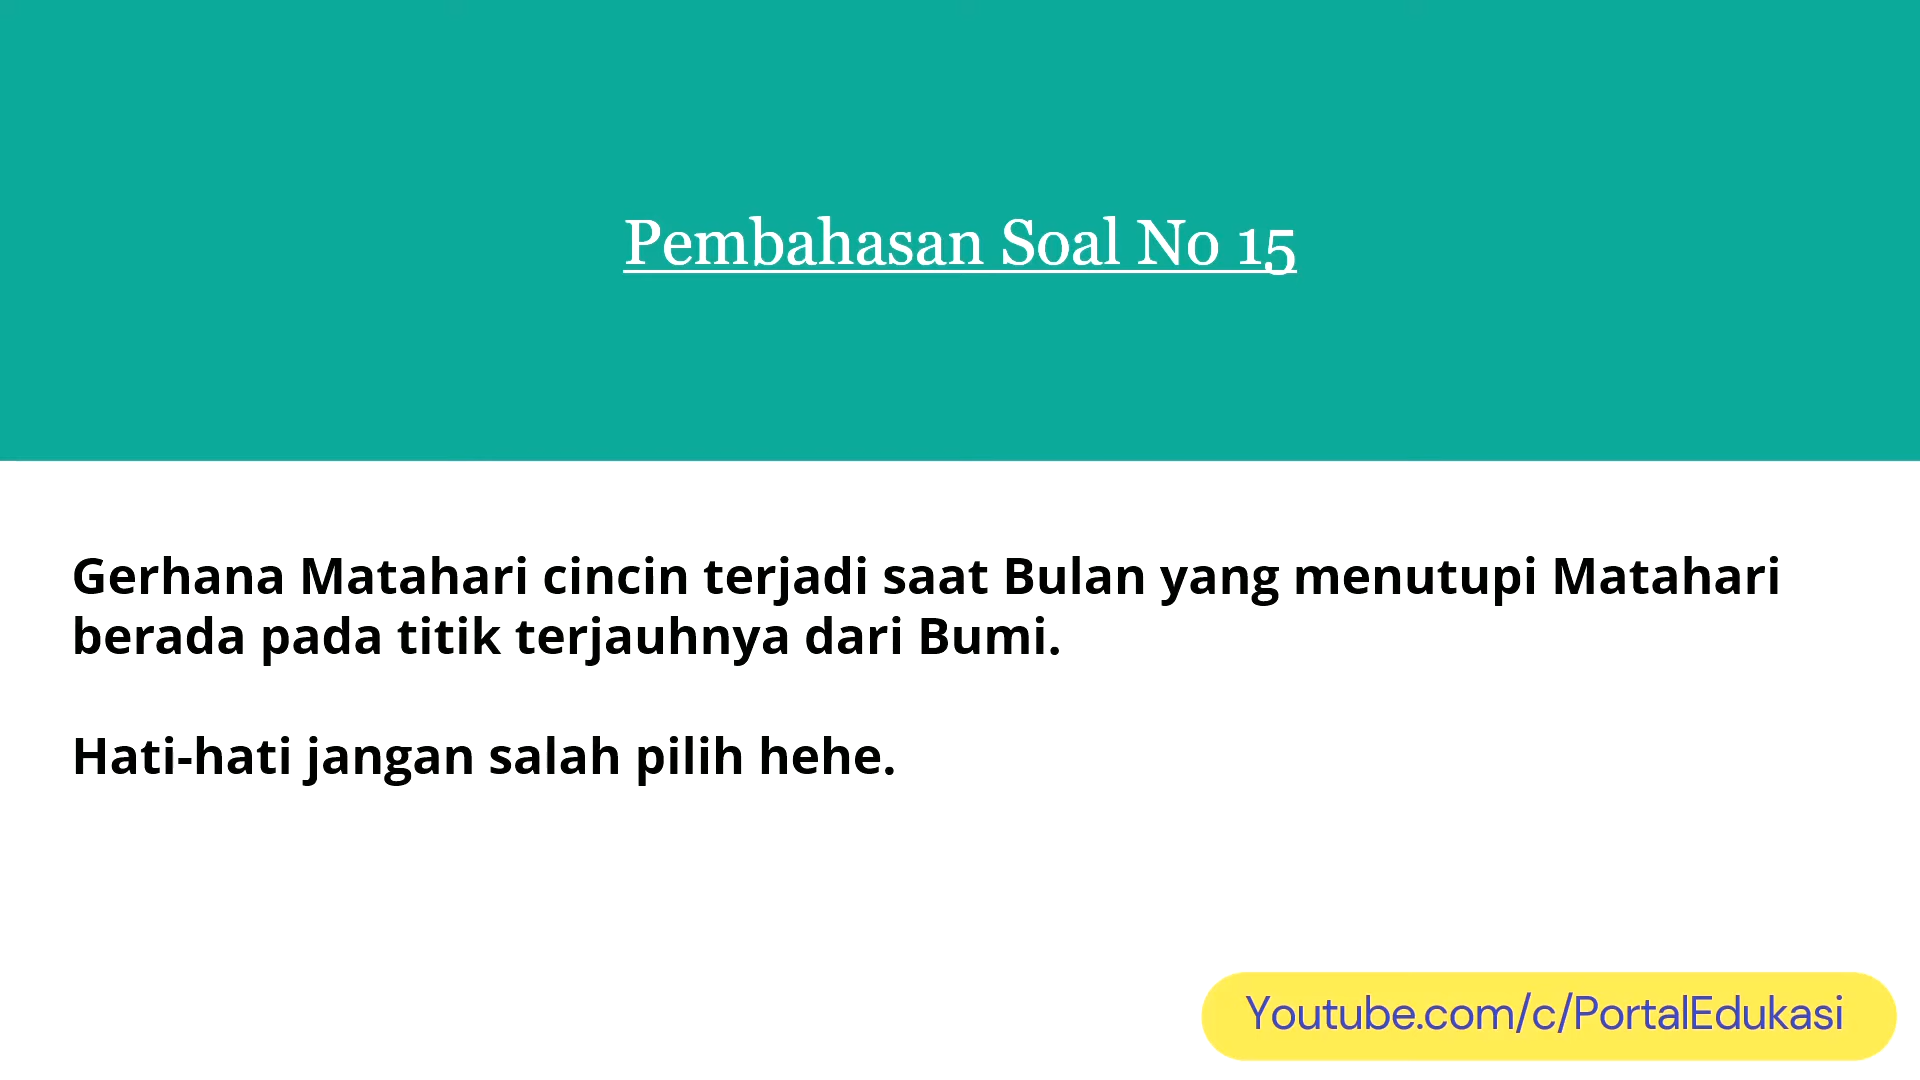 Pembahasan Soal No 15
Gerhana Matahari cincin terjadi saat Bulan yang menutupi Matahari
berada pada titik terjauhnya dari Bumi.
Hati-hati jangan salah pilih hehe.
Youtube.com/c/PortalEdukasi